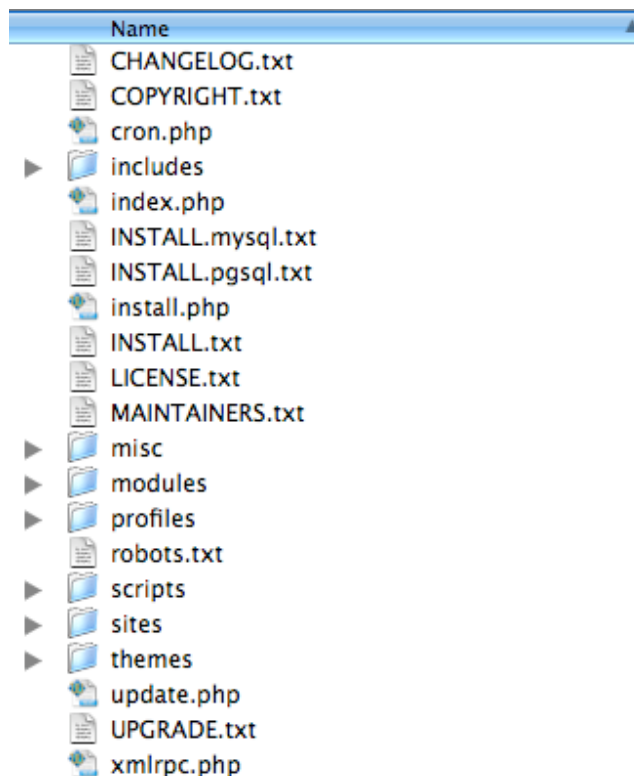 Name
CHANGELOG.txt
COPYRIGHT.txt
cron.php
includes
index.php
INSTALL.mysql.txt
INSTALL.pgsql.txt
install.php
INSTALL.txt
LICENSE.txt
MAINTAINERS.txt
misc
modules
profiles
robots.txt
scripts
sites
themes
update.php
UPGRADE.txt
xmlrpc.php